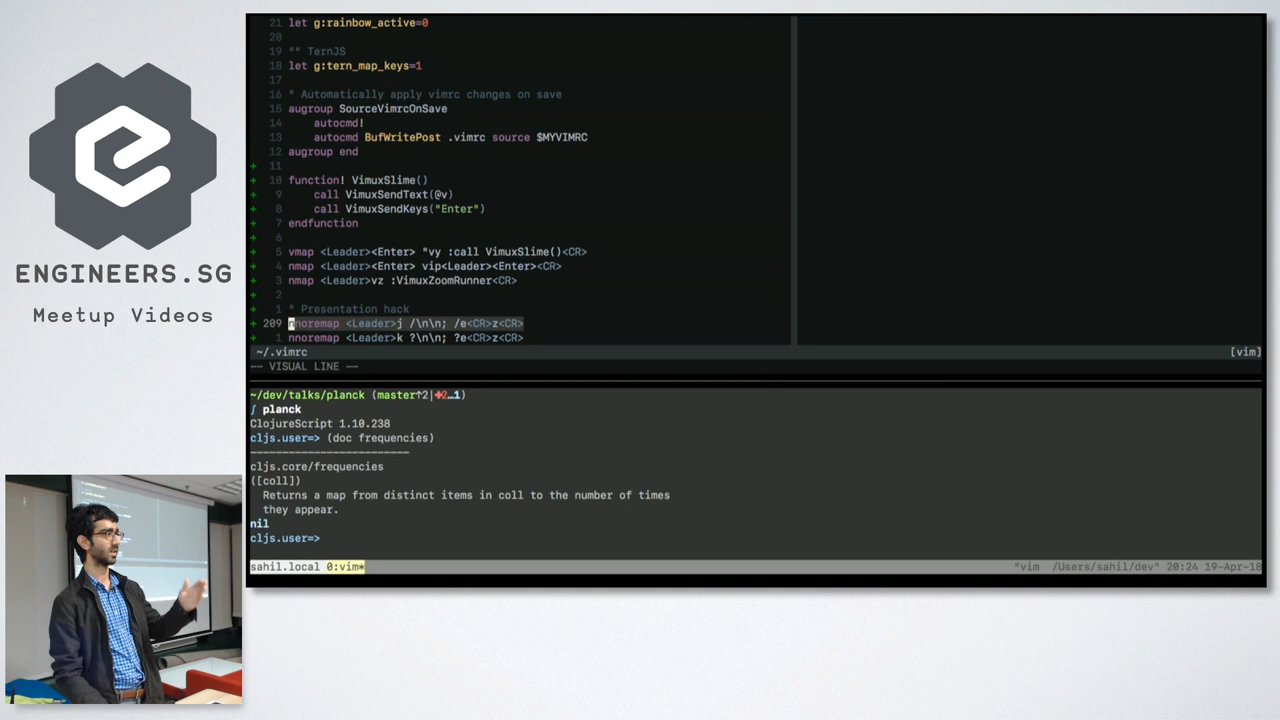 ENGINEERS.SG
Meetup Videos
21 let g:rainbow_active=0
20
19 "" TernJS
18 let g:tern_map_keys=1
17
16 " Automatically apply vimrc changes on save
15 augroup SourceVimrcOnSave
14     autocmd!
13     autocmd BufWritePost .vimrc source $MYVIMRC
12 augroup end
+ 11
+ 10 function! VimuxSlime()
+ 9     call VimuxSendText(@v)
+ 8     call VimuxSendKeys("Enter")
+ 7 endfunction
+ 6
+ 5 vmap <Leader><Enter> "vy :call VimuxSlime()<CR>
+ 4 nmap <Leader><Enter> vip<Leader><Enter><CR>
+ 3 nmap <Leader>vz :VimuxZoomRunner<CR>
+ 2
+ 1 " Presentation hack
+ 209 nnoremap <Leader>j /\n\n; /e<CR>z<CR>
+ 1 nnoremap <Leader>k ?\n\n; ?e<CR>z<CR>
~/.vimrc [vim]
-- VISUAL LINE --
~/dev/talks/planck (master↑2|✚2…1)
∫ planck
ClojureScript 1.10.238
cljs.user=> (doc frequencies)
-------------------------
cljs.core/frequencies
([coll])
  Returns a map from distinct items in coll to the number of times
  they appear.
nil
cljs.user=>
sahil.local 0:vim* "vim /Users/sahil/dev" 20:24 19-Apr-18